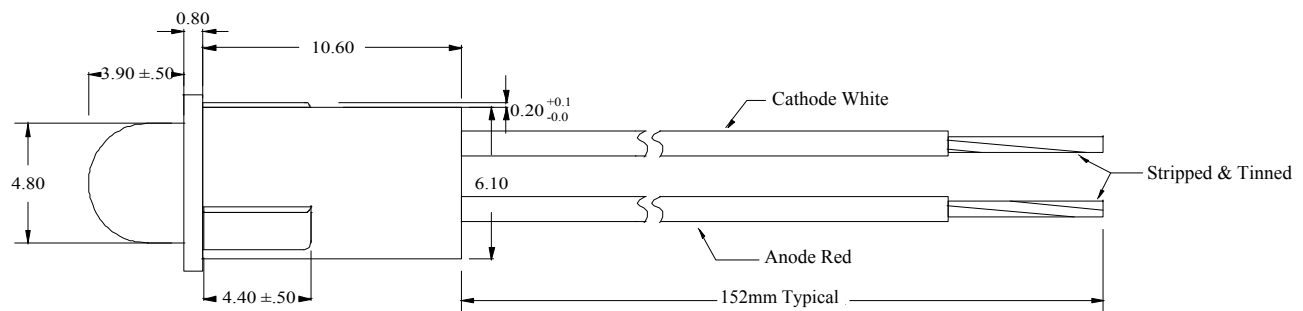 0.80
10.60
3.90 ±.50
0.20 +0.1 -0.0
Cathode White
4.80
6.10
Stripped & Tinned
Anode Red
4.40 ±.50
152mm Typical